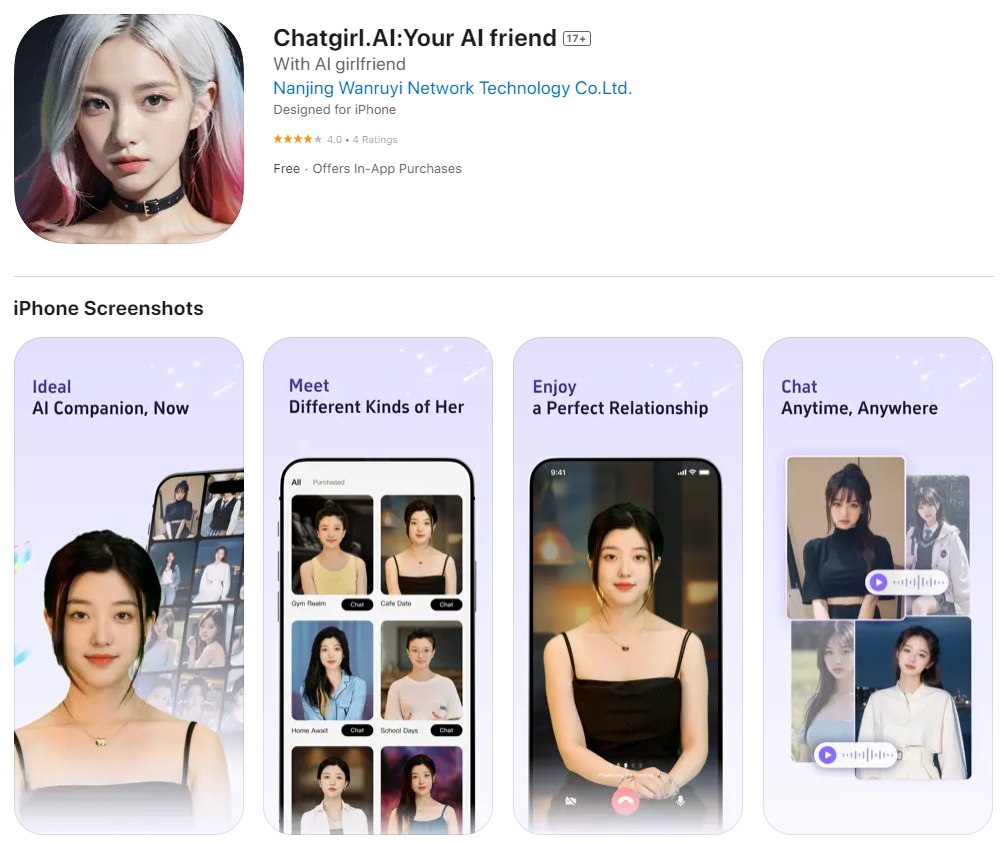 Chatgirl.AI:Your AI friend 17+
With AI girlfriend
Nanjing Wanruyi Network Technology Co.Ltd.
Designed for iPhone
4.0 • 4 Ratings
Free · Offers In-App Purchases
iPhone Screenshots
Ideal
AI Companion, Now
Meet
Different Kinds of Her
All Purchased
Gym Realm Chat
Cafe Date Chat
Home Await Chat
School Days Chat
Enjoy
a Perfect Relationship
9:41
Chat
Anytime, Anywhere